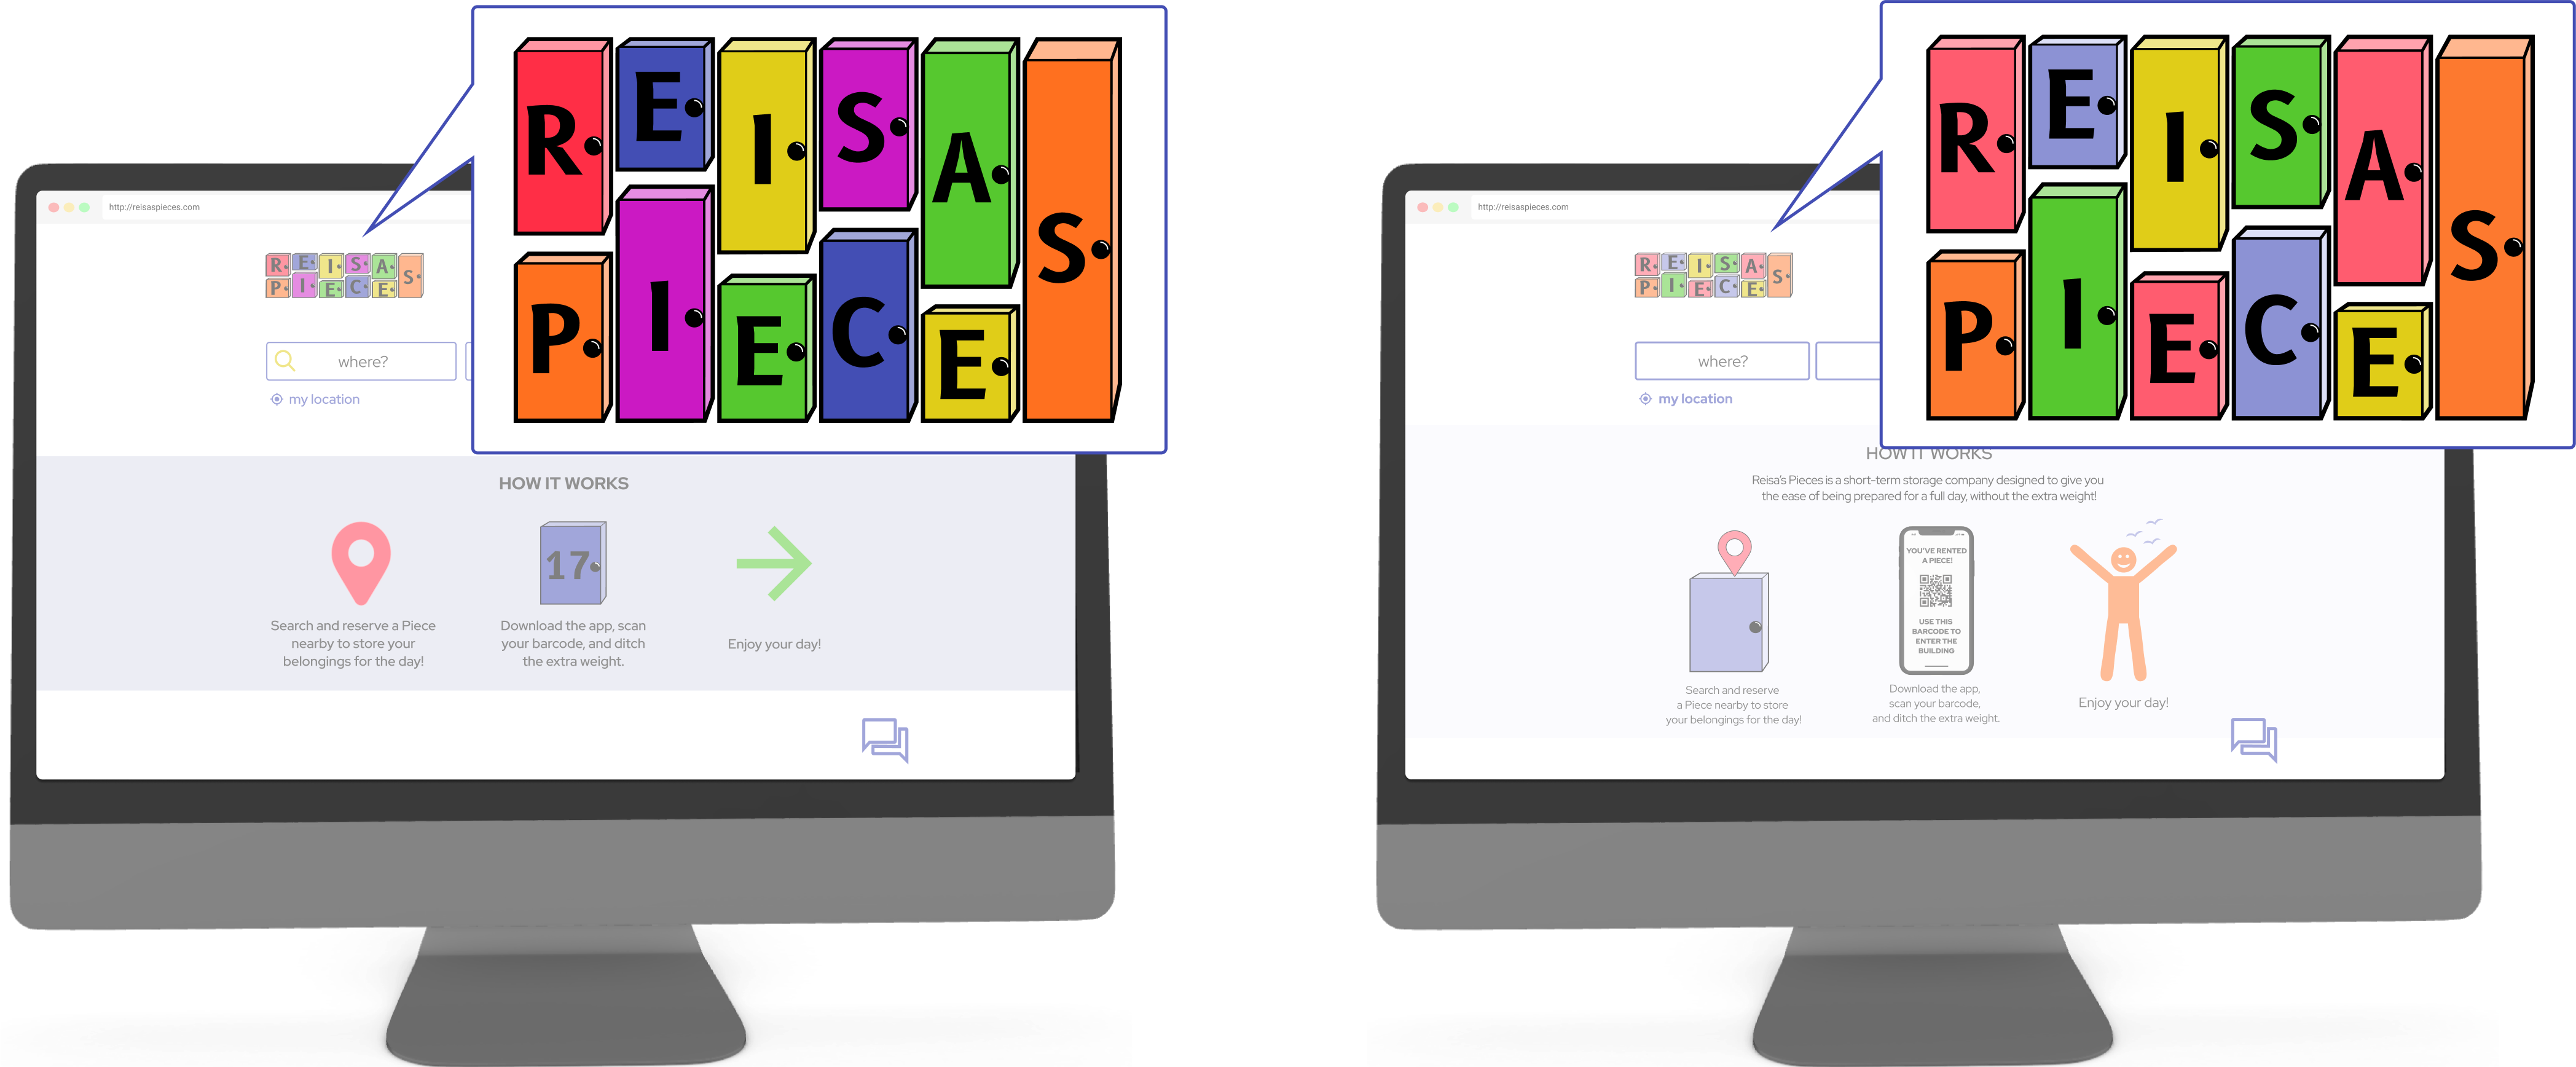 R E I S A S
P I E C E
http://reisaspieces.com
R E I S A S
P I E C E
where?
my location
HOW IT WORKS
17
Search and reserve a Piece
nearby to store your
belongings for the day!
Download the app, scan
your barcode, and ditch
the extra weight.
Enjoy your day!
R E I S A S
P I E C E
http://reisaspieces.com
R E I S A S
P I E C E
where?
my location
HOW IT WORKS
Reisa's Pieces is a short-term storage company designed to give you
the ease of being prepared for a full day, without the extra weight!
YOU'VE RENTED
A PIECE!
USE THIS
BARCODE TO
ENTER THE
BUILDING
Search and reserve
a Piece nearby to store
your belongings for the day!
Download the app,
scan your barcode,
and ditch the extra weight.
Enjoy your day!